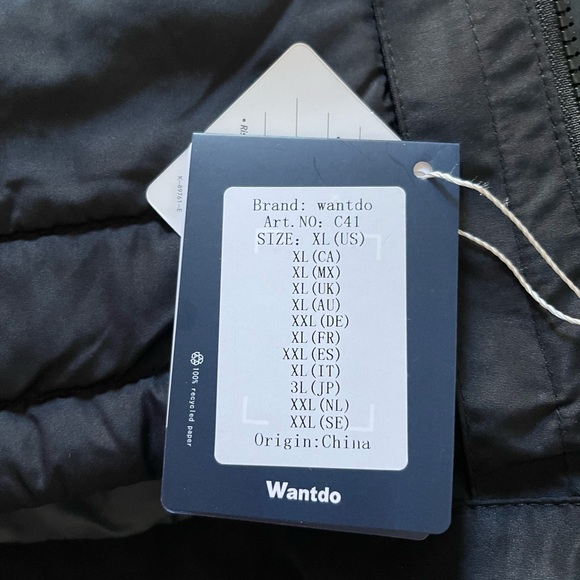 Brand: wantdo
Art.NO: C41
SIZE: XL(US)
XL(CA)
XL(MX)
XL(UK)
XL(AU)
XXL(DE)
XL(FR)
XXL(ES)
XL(IT)
3L(JP)
XXL(NL)
XXL(SE)
Origin:China
Wantdo
100% recycled paper
K-89761-E